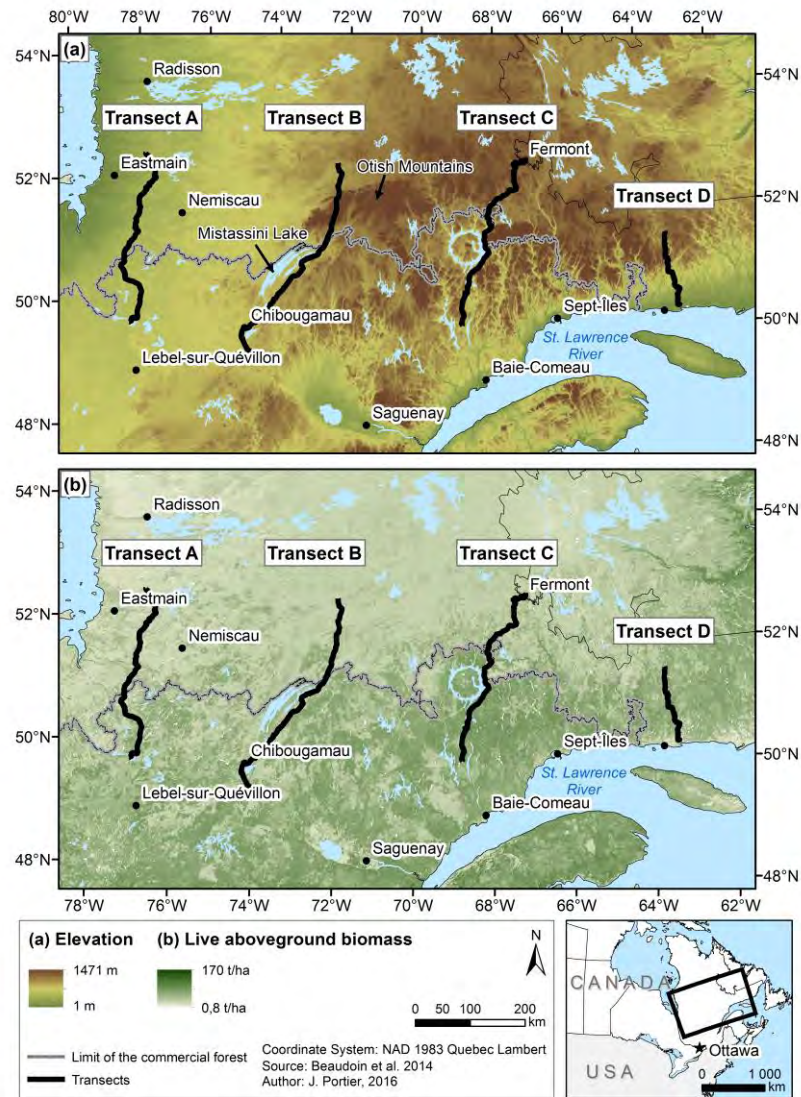 80°W 78°W 76°W 74°W 72°W 70°W 68°W 66°W 64°W 62°W
(a)
54°N 54°N
Radisson
Transect A Transect B Transect C
Fermont
Eastmain
Otish Mountains
52°N 52°N
Transect D
Nemiscau
Mistassini Lake
50°N 50°N
Chibougamau
Sept-Îles
St. Lawrence
River
Lebel-sur-Quévillon
Baie-Comeau
48°N 48°N
Saguenay
(b)
54°N 54°N
Radisson
Transect A Transect B Transect C
Fermont
Eastmain
52°N 52°N
Transect D
Nemiscau
50°N 50°N
Chibougamau
Sept-Îles
St. Lawrence
River
Lebel-sur-Quévillon
Baie-Comeau
48°N 48°N
Saguenay
78°W 76°W 74°W 72°W 70°W 68°W 66°W 64°W 62°W
(a) Elevation (b) Live aboveground biomass
1471 m 170 t/ha
1 m 0,8 t/ha
N
0 50 100 200
km
Limit of the commercial forest
Transects
Coordinate System: NAD 1983 Quebec Lambert
Source: Beaudoin et al. 2014
Author: J. Portier, 2016
CANADA
Ottawa
USA
0 1 000
km